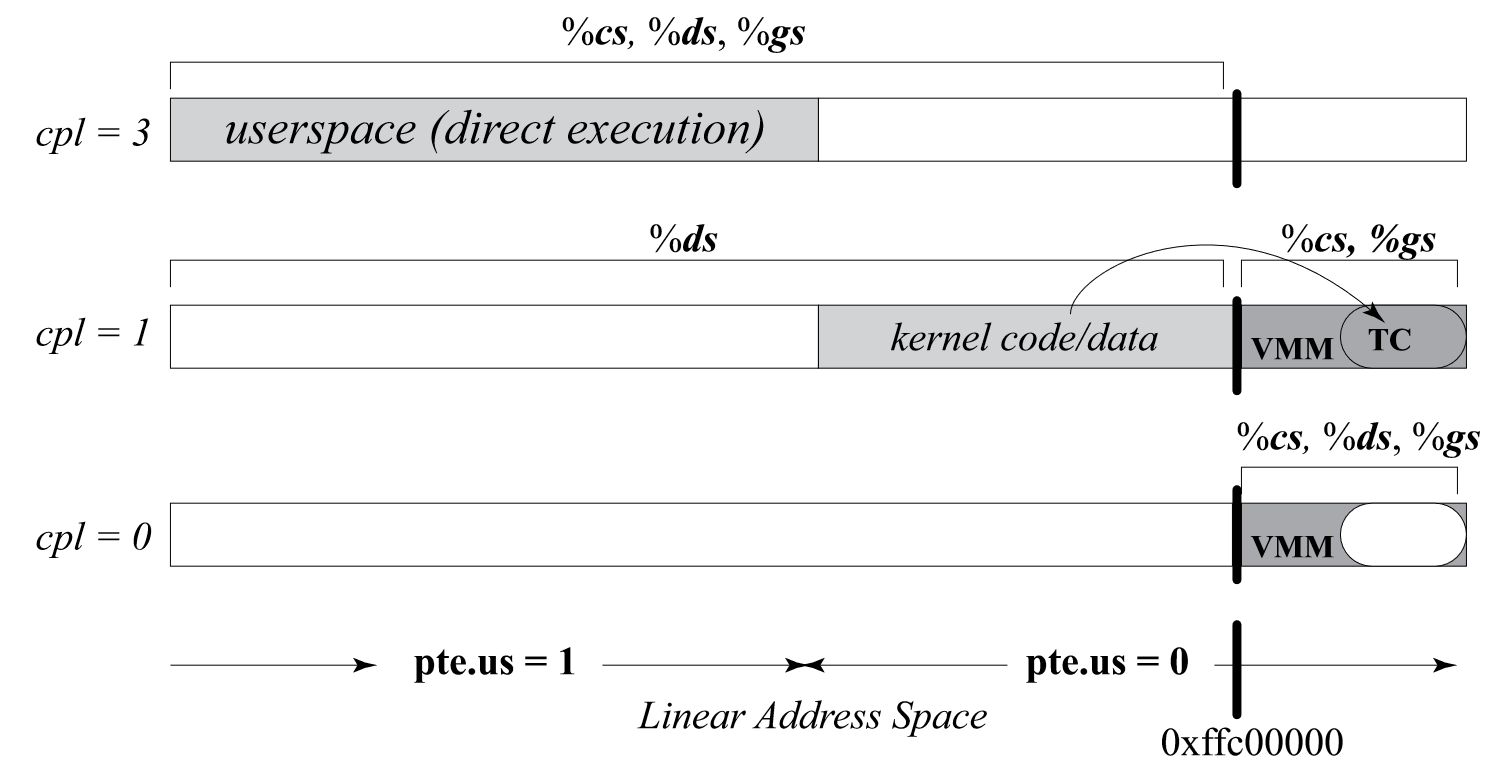 %cs, %ds, %gs
cpl = 3
userspace (direct execution)
%ds
%cs, %gs
cpl = 1
kernel code/data
VMM
TC
%cs, %ds, %gs
cpl = 0
VMM
pte.us = 1
pte.us = 0
Linear Address Space
0xffc00000